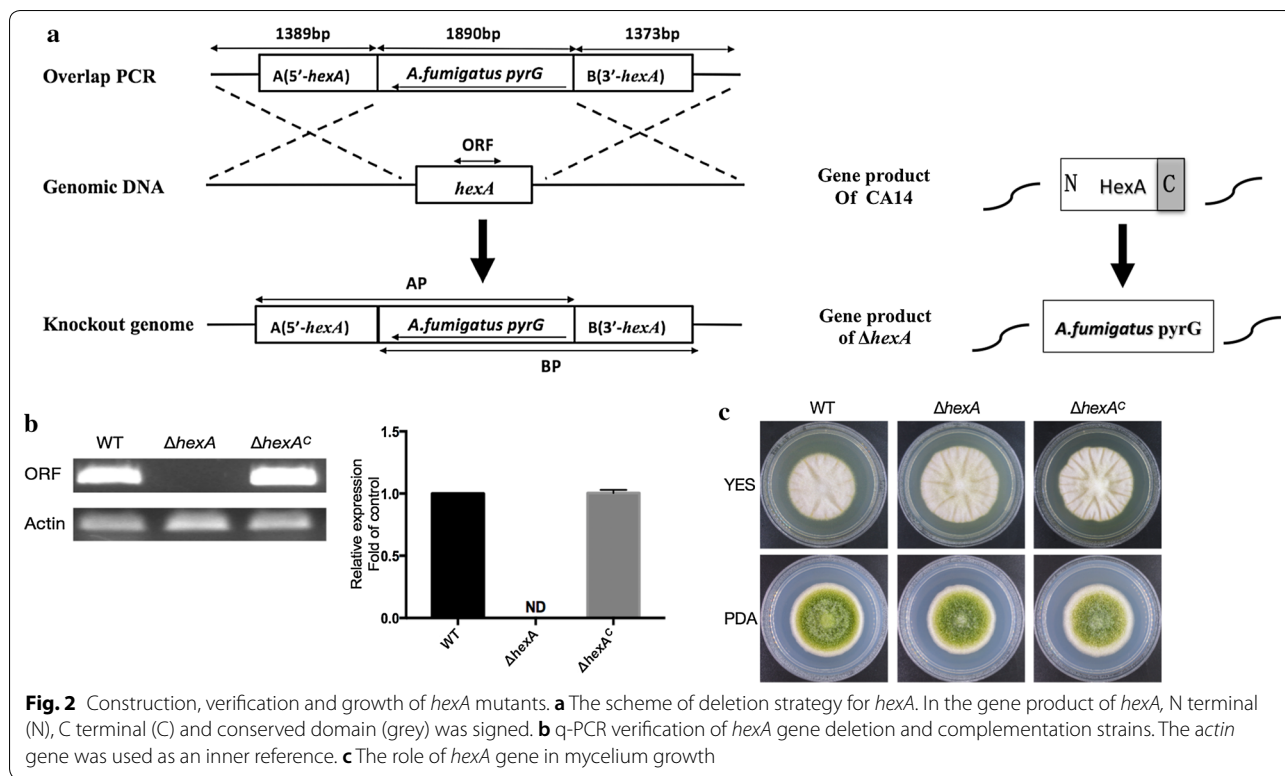 a
1389bp 1890bp 1373bp
Overlap PCR A(5’-hexA) A.fumigatus pyrG B(3’-hexA)
ORF
Genomic DNA hexA
Gene product
Of CA14
N HexA C
AP
Knockout genome A(5’-hexA) A.fumigatus pyrG B(3’-hexA)
BP
Gene product
of ΔhexA
A.fumigatus pyrG
b
WT ΔhexA ΔhexAᶜ
ORF
Actin
Relative expression
Fold of control
1.5
1.0
0.5
0.0
ND
WT ΔhexA ΔhexAᶜ
c
WT ΔhexA ΔhexAᶜ
YES
PDA
Fig. 2 Construction, verification and growth of hexA mutants. a The scheme of deletion strategy for hexA. In the gene product of hexA, N terminal
(N), C terminal (C) and conserved domain (grey) was signed. b q-PCR verification of hexA gene deletion and complementation strains. The actin
gene was used as an inner reference. c The role of hexA gene in mycelium growth